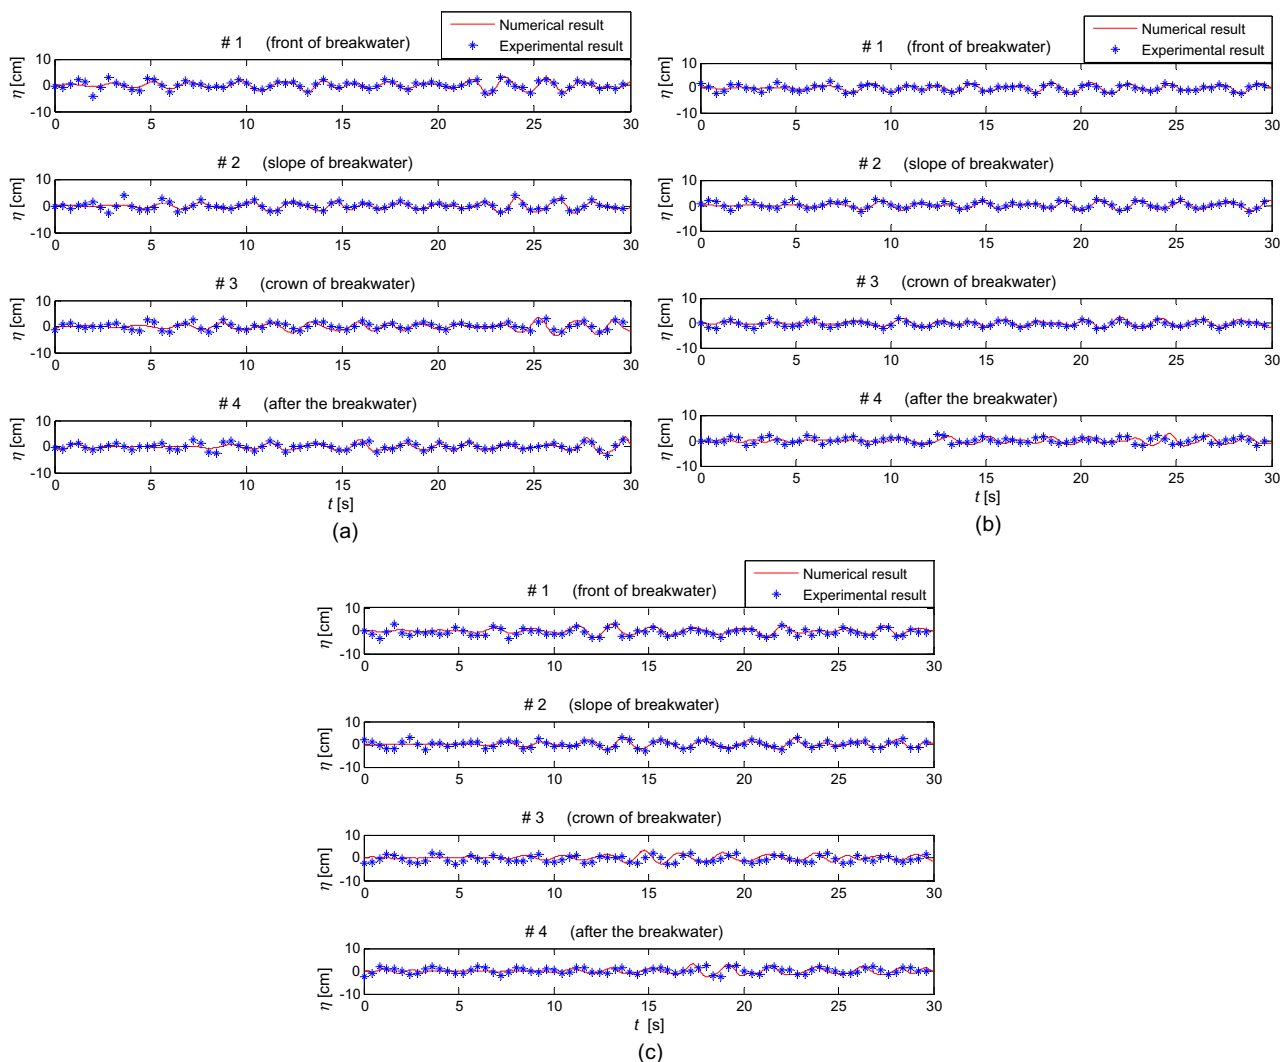 Numerical result
Experimental result
# 1 (front of breakwater)
η [cm]
10
0
-10
0 5 10 15 20 25 30
# 2 (slope of breakwater)
η [cm]
10
0
-10
0 5 10 15 20 25 30
# 3 (crown of breakwater)
η [cm]
10
0
-10
0 5 10 15 20 25 30
# 4 (after the breakwater)
η [cm]
10
0
-10
0 5 10 15 20 25 30
t [s]
(a)
Numerical result
Experimental result
# 1 (front of breakwater)
η [cm]
10
0
-10
0 5 10 15 20 25 30
# 2 (slope of breakwater)
η [cm]
10
0
-10
0 5 10 15 20 25 30
# 3 (crown of breakwater)
η [cm]
10
0
-10
0 5 10 15 20 25 30
# 4 (after the breakwater)
η [cm]
10
0
-10
0 5 10 15 20 25 30
t [s]
(b)
Numerical result
Experimental result
# 1 (front of breakwater)
η [cm]
10
0
-10
0 5 10 15 20 25 30
# 2 (slope of breakwater)
η [cm]
10
0
-10
0 5 10 15 20 25 30
# 3 (crown of breakwater)
η [cm]
10
0
-10
0 5 10 15 20 25 30
# 4 (after the breakwater)
η [cm]
10
0
-10
0 5 10 15 20 25 30
t [s]
(c)